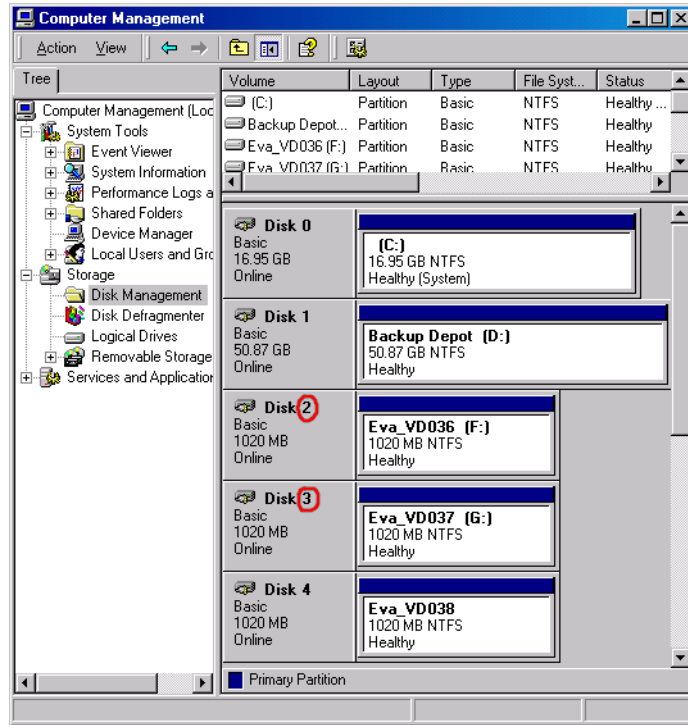 Computer Management
Action View
Tree
Computer Management (Loc
System Tools
Event Viewer
System Information
Performance Logs a
Shared Folders
Device Manager
Local Users and Gro
Storage
Disk Management
Disk Defragmenter
Logical Drives
Removable Storage
Services and Application
Volume Layout Type File Syst... Status
(C:) Partition Basic NTFS Healthy ...
Backup Depot... Partition Basic NTFS Healthy
Eva_VD036 (F:) Partition Basic NTFS Healthy
Eva_VD037 (G:) Partition Basic NTFS Healthy
Disk 0
Basic
16.95 GB
Online
(C:)
16.95 GB NTFS
Healthy (System)
Disk 1
Basic
50.87 GB
Online
Backup Depot (D:)
50.87 GB NTFS
Healthy
Disk 2
Basic
1020 MB
Online
Eva_VD036 (F:)
1020 MB NTFS
Healthy
Disk 3
Basic
1020 MB
Online
Eva_VD037 (G:)
1020 MB NTFS
Healthy
Disk 4
Basic
1020 MB
Online
Eva_VD038
1020 MB NTFS
Healthy
Primary Partition